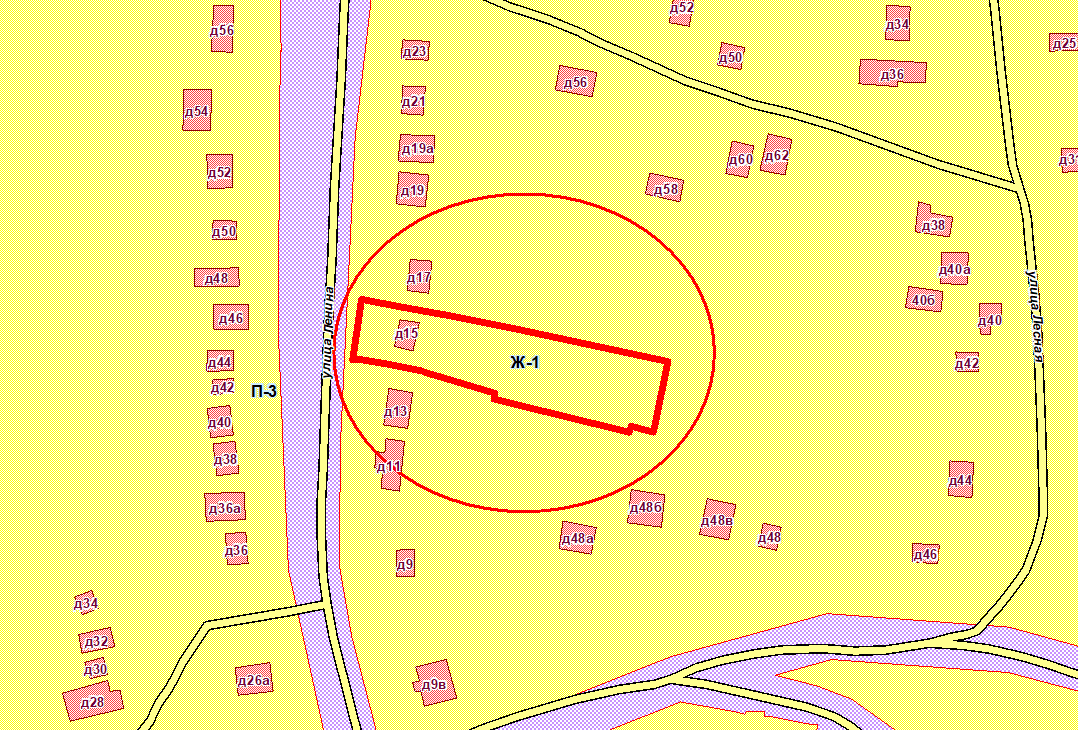 д52
д34
д56
д25
д23
д50
д56
д36
д21
д54
д19а
д60
д62
д52
д19
д58
д38
д50
д40а
д17
д48
40б
улица Ленина
улица Лесная
д46
д40
д15
д44
Ж-1
д42
д42
П-3
д13
д40
д38
д11
д44
д36а
д48б
д48в
д48а
д48
д36
д46
д9
д34
д32
д30
д26а
д9в
д28